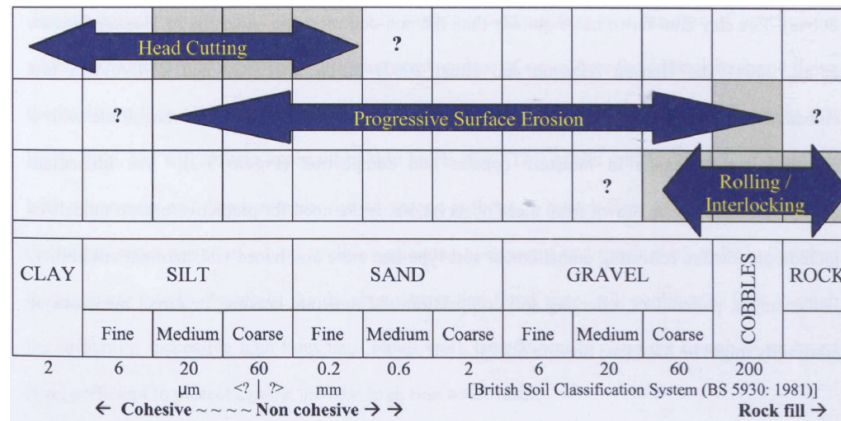 Head Cutting ?
? Progressive Surface Erosion ?
? Rolling /
Interlocking
CLAY SILT SAND GRAVEL COBBLES ROCK
Fine Medium Coarse Fine Medium Coarse Fine Medium Coarse
2 6 20 60 0.2 0.6 2 6 20 60 200
µm <? | ?> mm [British Soil Classification System (BS 5930: 1981)]
← Cohesive ~ ~ ~ ~ Non cohesive → → Rock fill →